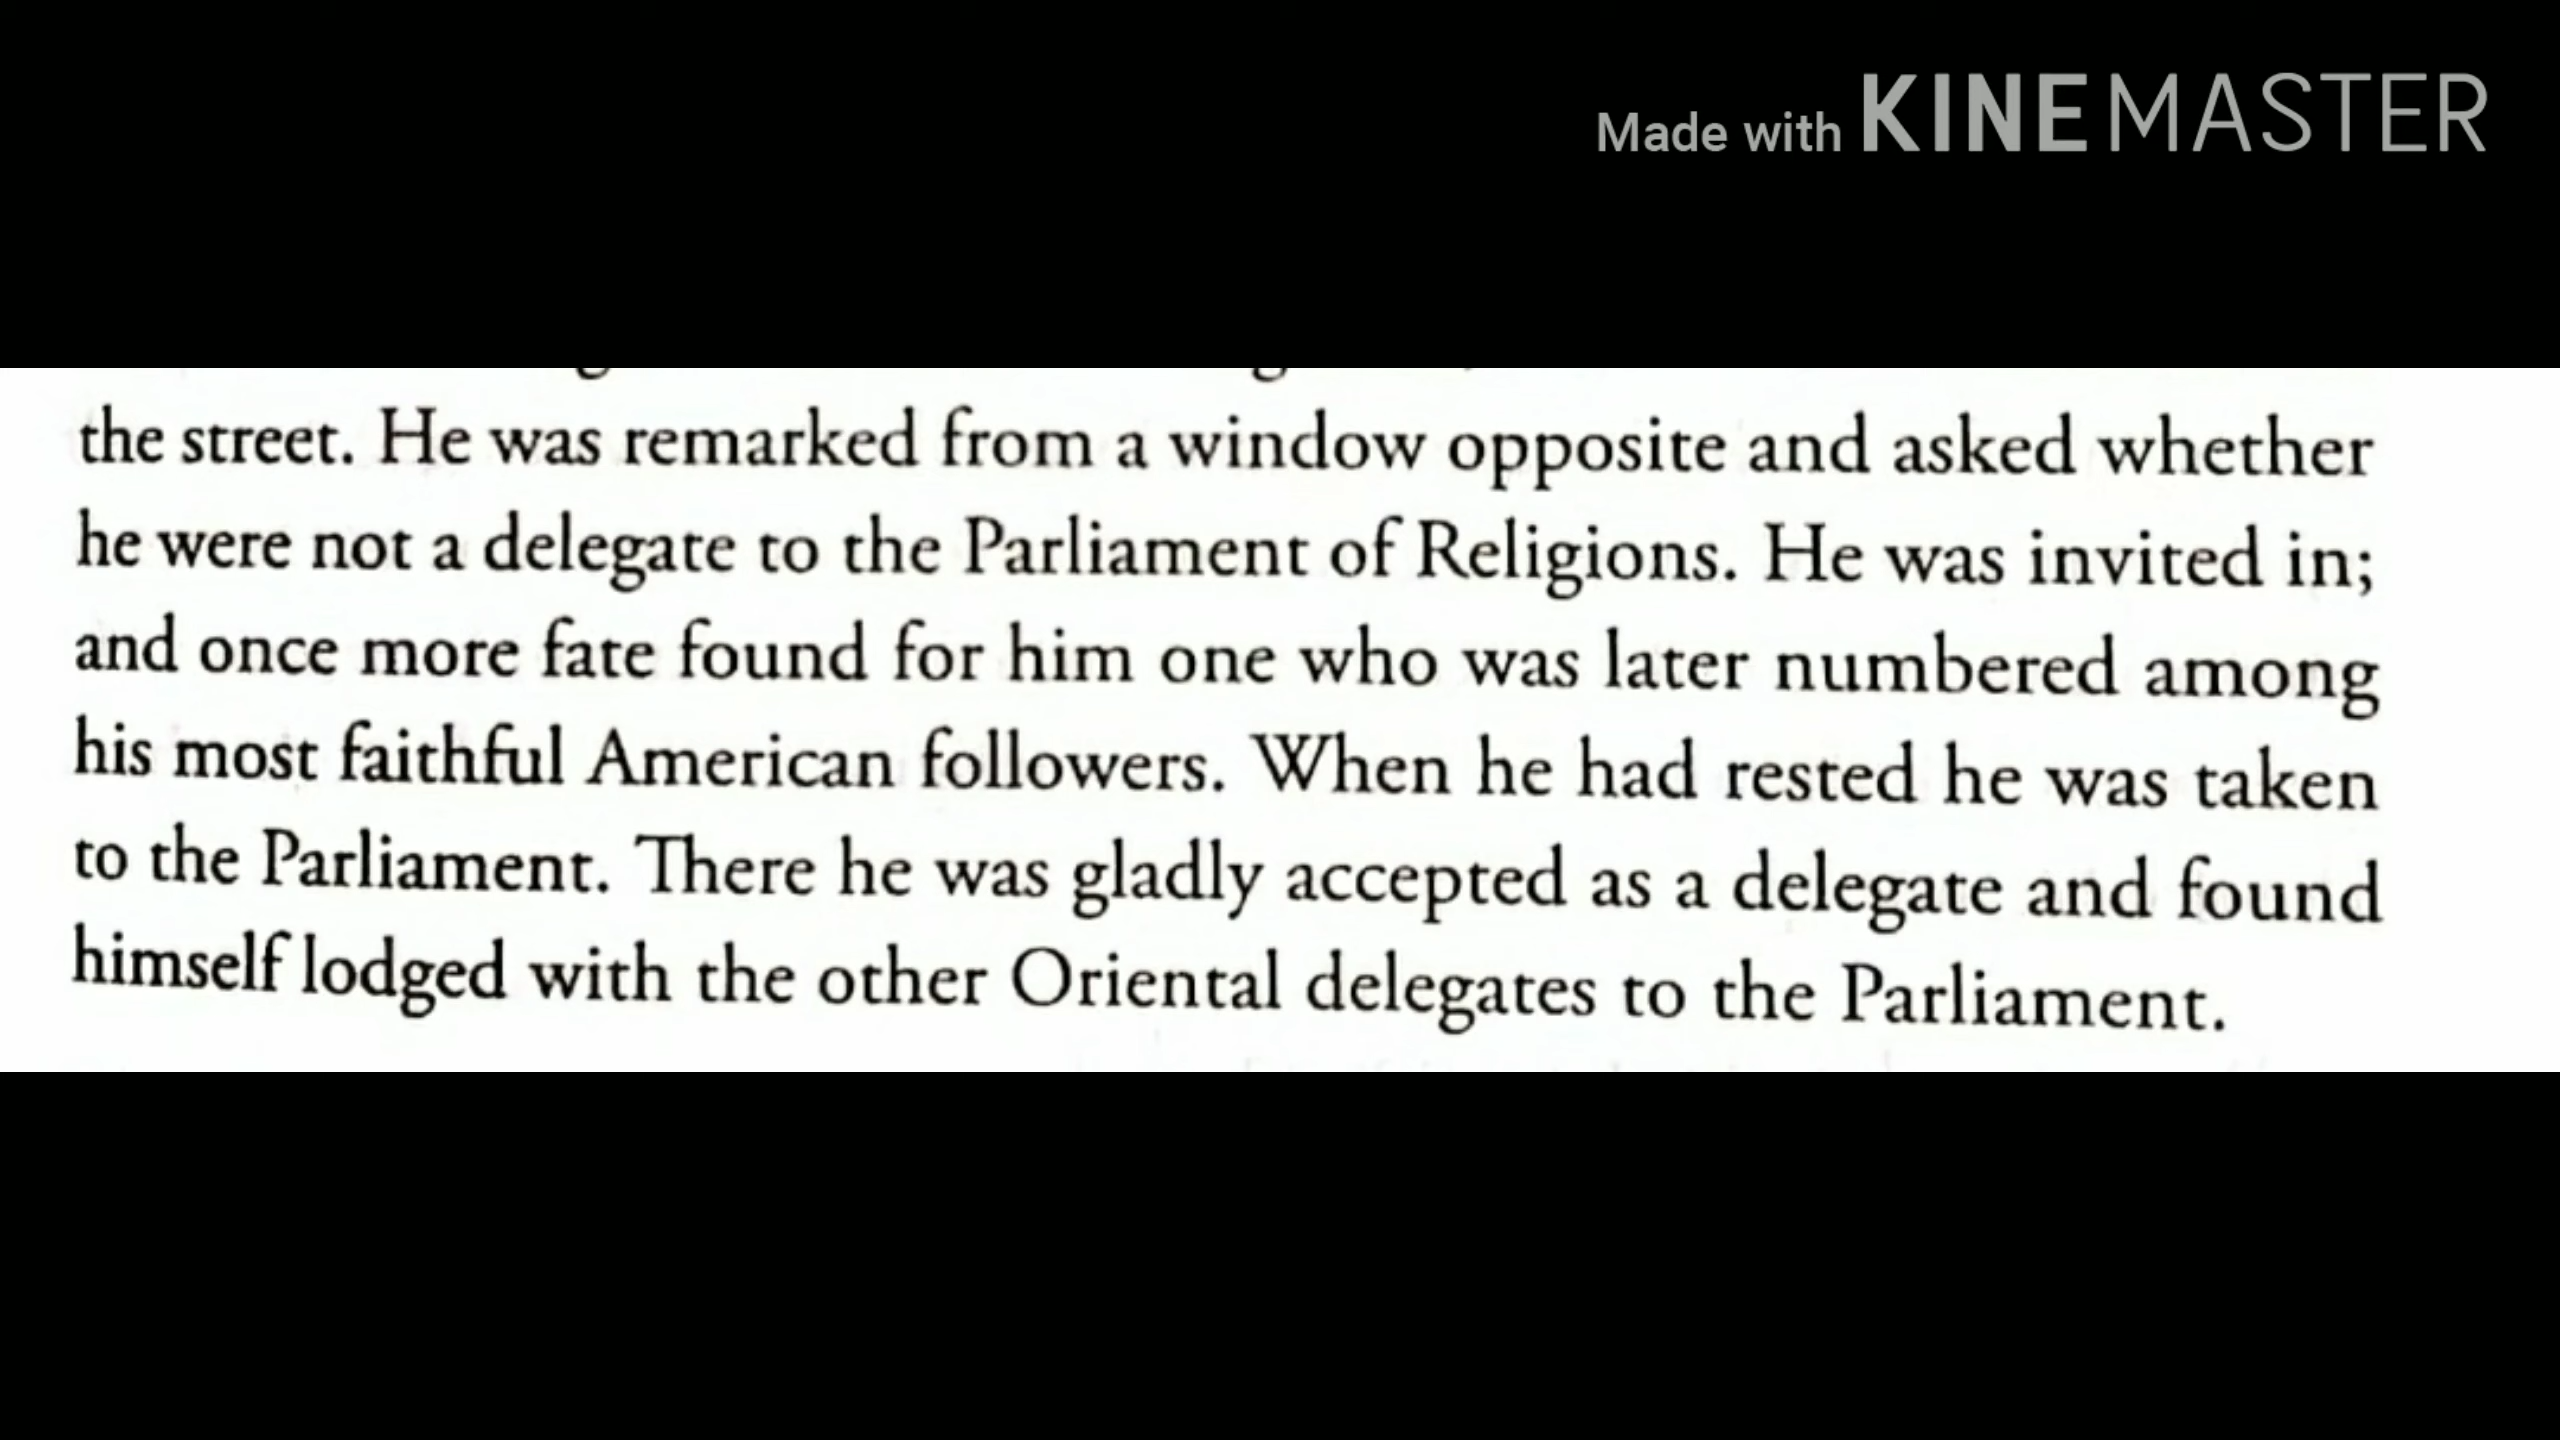 Made with KINEMASTER
the street. He was remarked from a window opposite and asked whether
he were not a delegate to the Parliament of Religions. He was invited in;
and once more fate found for him one who was later numbered among
his most faithful American followers. When he had rested he was taken
to the Parliament. There he was gladly accepted as a delegate and found
himself lodged with the other Oriental delegates to the Parliament.